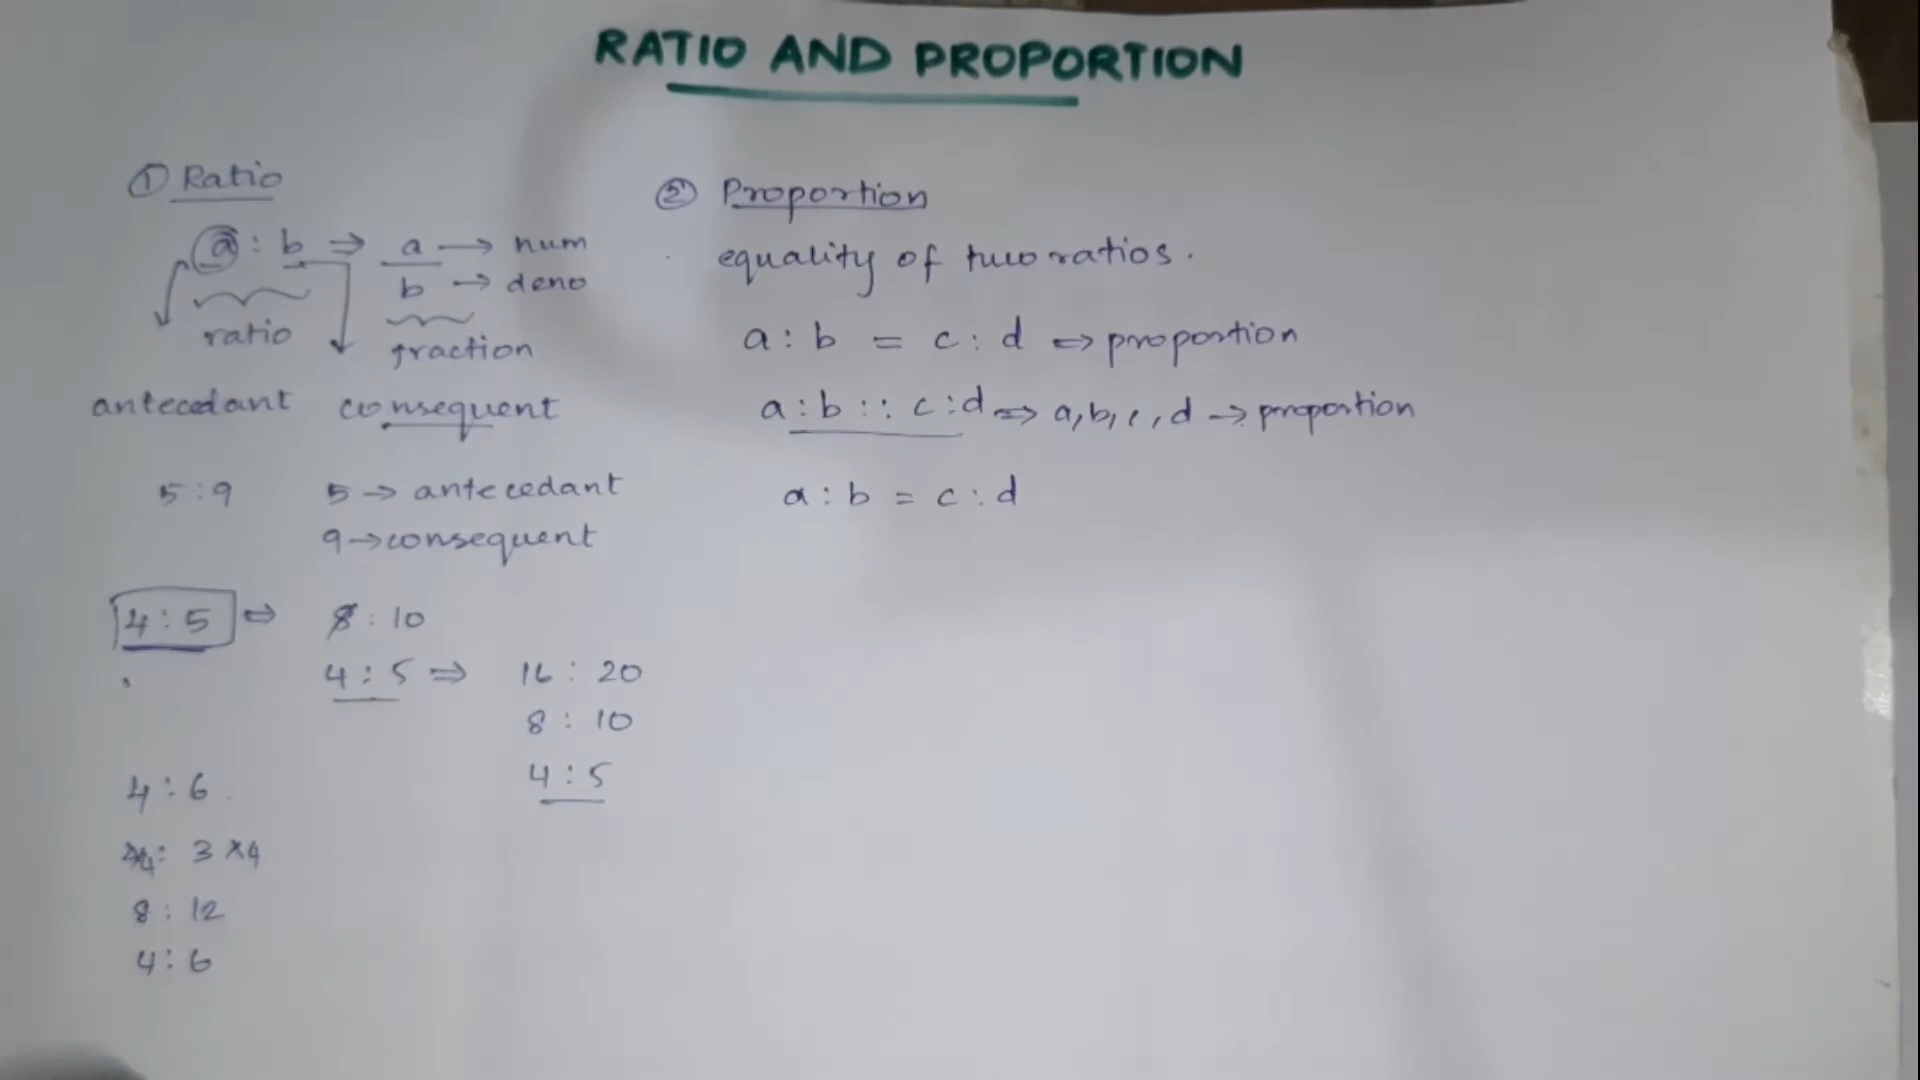 RATIO AND PROPORTION
① Ratio
a : b ⇒ a → num
b → deno
ratio
fraction
antecedant consequent
5 : 9 5 → antecedant
9 → consequent
4 : 5 ⇒ 8 : 10
4 : 5 ⇒ 16 : 20
8 : 10
4 : 5
4 : 6
: 3 ×4
8 : 12
4 : 6
② Proportion
equality of two ratios.
a : b = c : d ⇒ proportion
a : b :: c : d ⇒ a, b, c, d → proportion
a : b = c : d